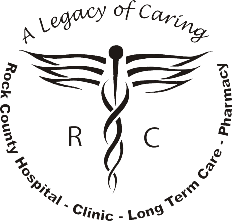 A Legacy of Caring
R C
Rock County Hospital - Clinic - Long Term Care - Pharmacy